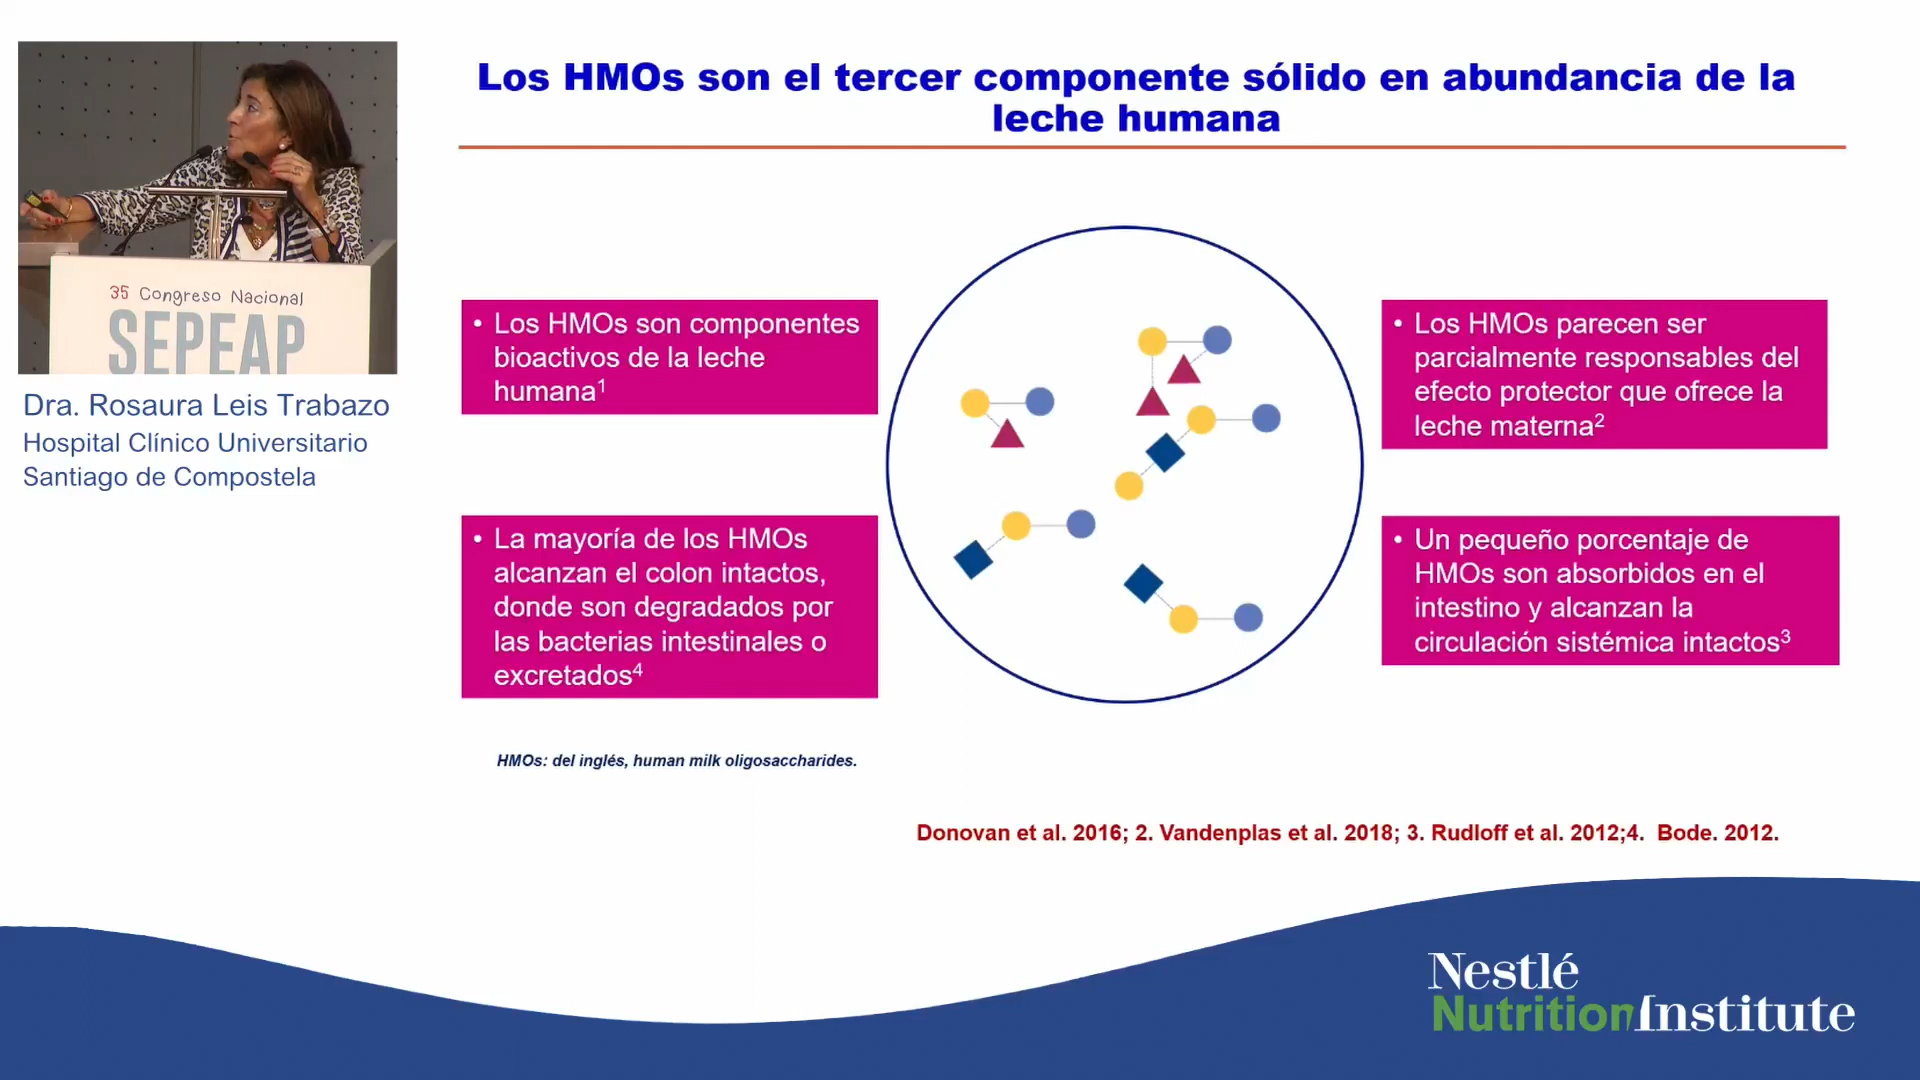 Los HMOs son el tercer componente sólido en abundancia de la
leche humana
35 Congreso Nacional
SEPEAP
Dra. Rosaura Leis Trabazo
Hospital Clínico Universitario
Santiago de Compostela
• Los HMOs son componentes
bioactivos de la leche
humana¹
• La mayoría de los HMOs
alcanzan el colon intactos,
donde son degradados por
las bacterias intestinales o
excretados⁴
• Los HMOs parecen ser
parcialmente responsables del
efecto protector que ofrece la
leche materna²
• Un pequeño porcentaje de
HMOs son absorbidos en el
intestino y alcanzan la
circulación sistémica intactos³
HMOs: del inglés, human milk oligosaccharides.
Donovan et al. 2016; 2. Vandenplas et al. 2018; 3. Rudloff et al. 2012;4. Bode. 2012.
Nestlé
NutritionInstitute